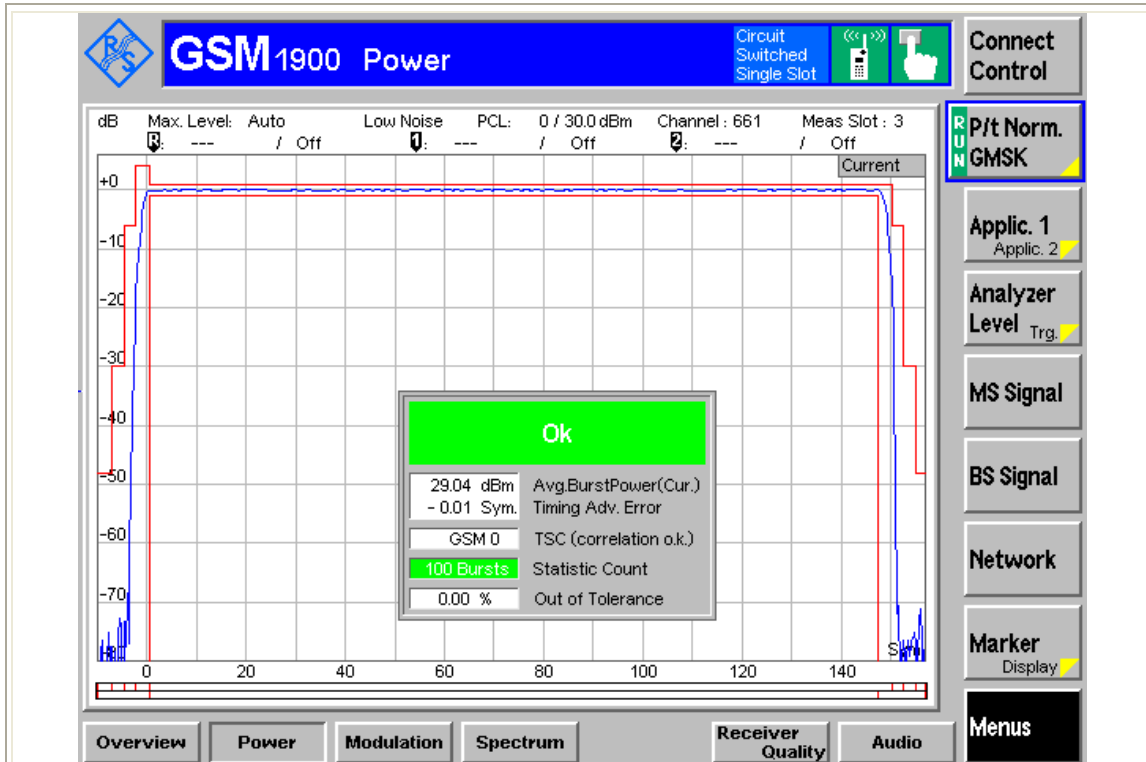 R S
GSM 1900 Power
Circuit Switched Single Slot
Connect Control
dB Max. Level: Auto Low Noise PCL: 0 / 30.0 dBm Channel : 661 Meas Slot : 3
R: --- / Off 1: --- / Off 2: --- / Off
Current
RUN
P/t Norm. GMSK
+0
-10
-20
-30
-40
-50
-60
-70
Applic. 1
Applic. 2
Analyzer Level Trg.
MS Signal
BS Signal
Network
Marker
Display
Menus
Ok
29.04 dBm Avg.BurstPower(Cur.)
- 0.01 Sym. Timing Adv. Error
GSM 0 TSC (correlation o.k.)
100 Bursts Statistic Count
0.00 % Out of Tolerance
0 20 40 60 80 100 120 140
Overview Power Modulation Spectrum Receiver Quality Audio